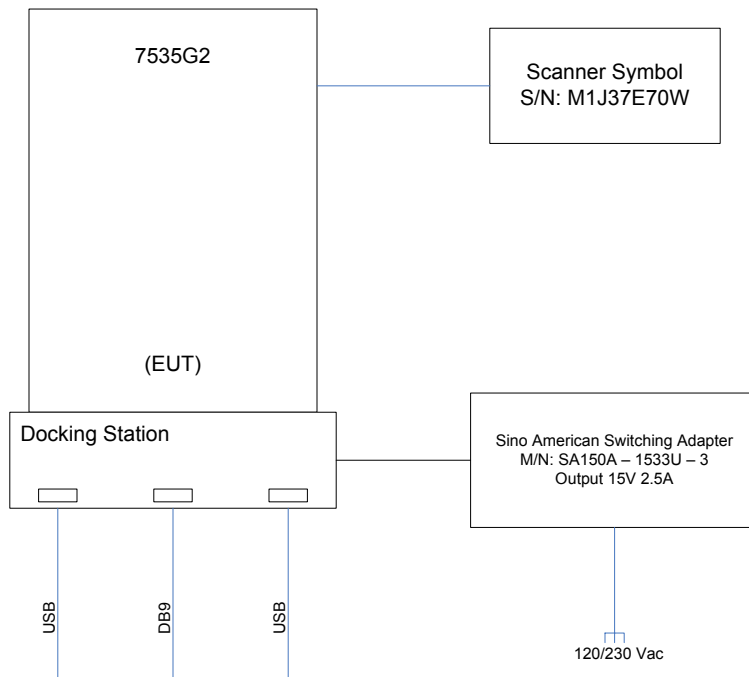 7535G2
Scanner Symbol
S/N: M1J37E70W
(EUT)
Docking Station
Sino American Switching Adapter
M/N: SA150A – 1533U – 3
Output 15V 2.5A
USB
DB9
USB
120/230 Vac